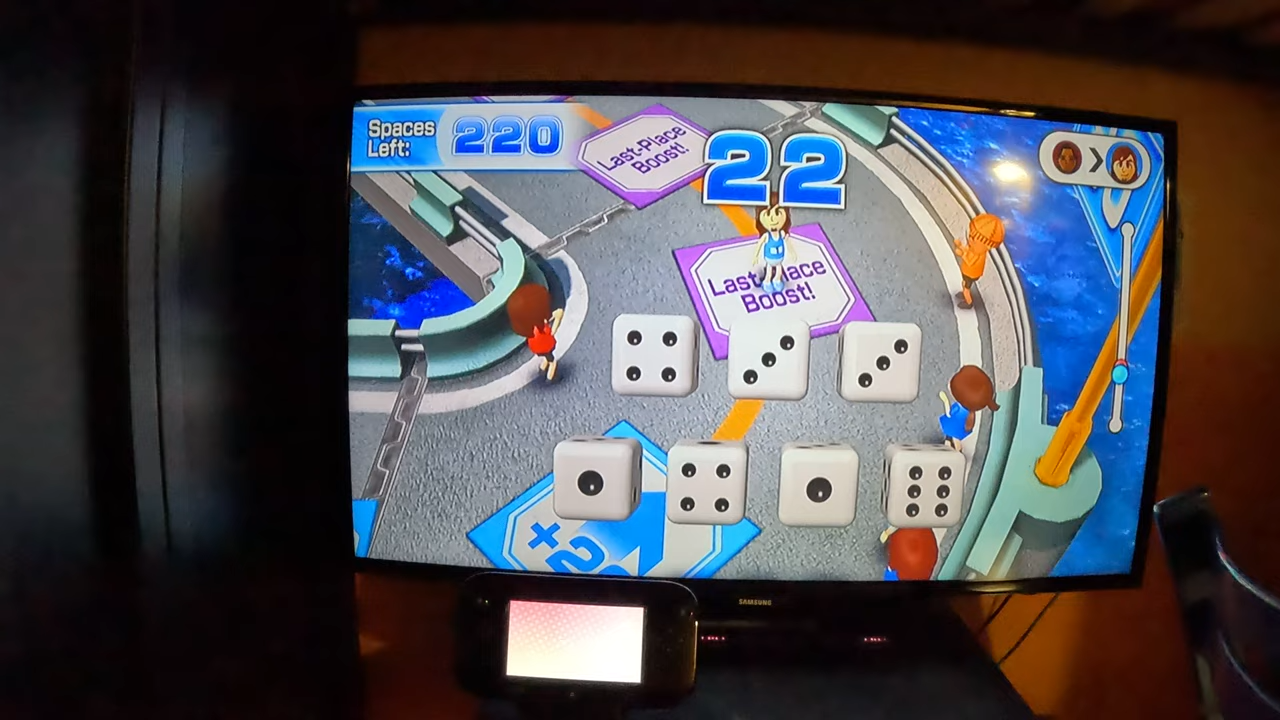 Spaces
Left: 220
Last-Place
Boost!
22
Last-Place
Boost!
SAMSUNG